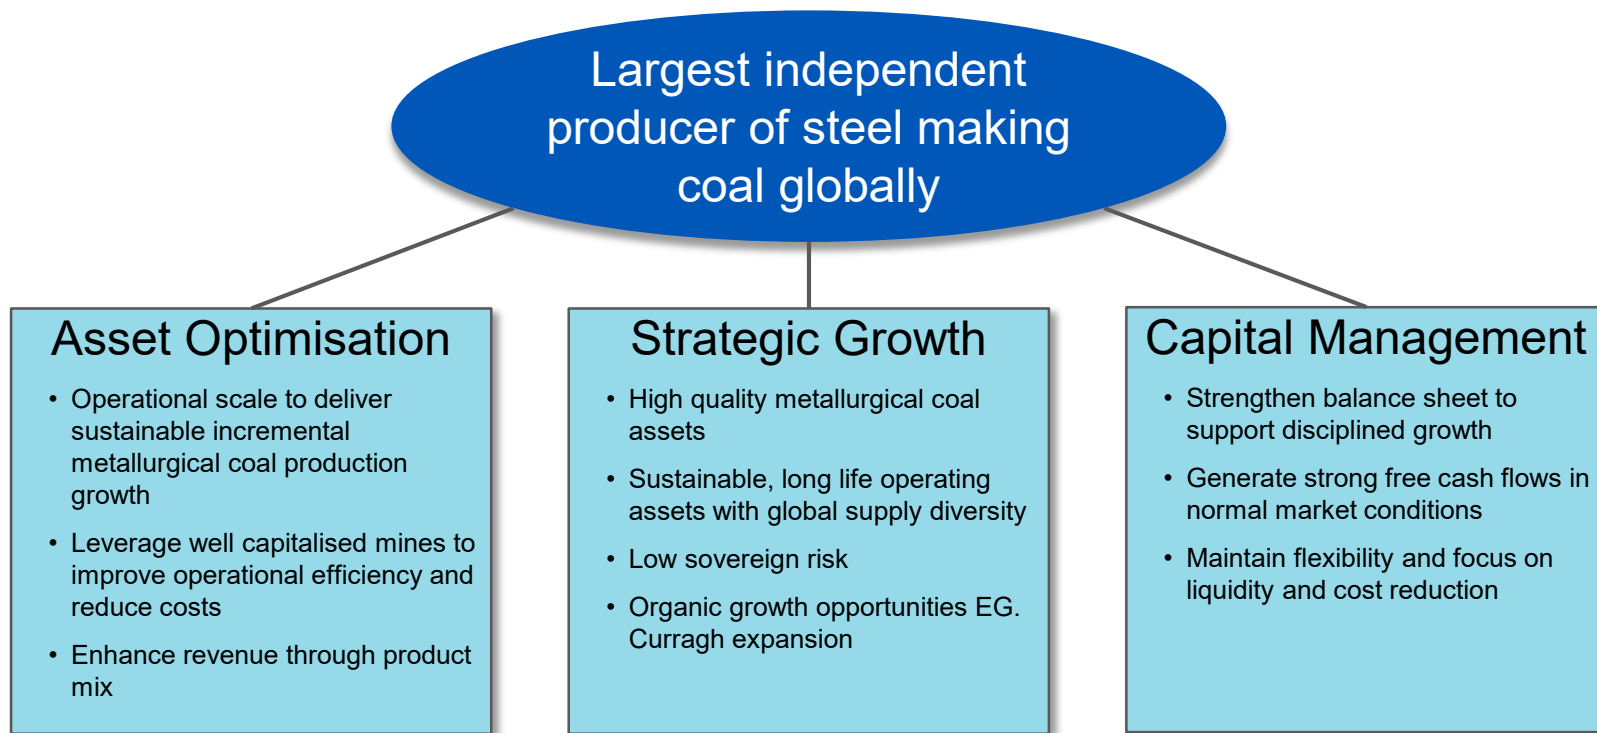 Largest independent
producer of steel making
coal globally
Asset Optimisation
• Operational scale to deliver
sustainable incremental
metallurgical coal production
growth
• Leverage well capitalised mines to
improve operational efficiency and
reduce costs
• Enhance revenue through product
mix
Strategic Growth
• High quality metallurgical coal
assets
• Sustainable, long life operating
assets with global supply diversity
• Low sovereign risk
• Organic growth opportunities EG.
Curragh expansion
Capital Management
• Strengthen balance sheet to
support disciplined growth
• Generate strong free cash flows in
normal market conditions
• Maintain flexibility and focus on
liquidity and cost reduction